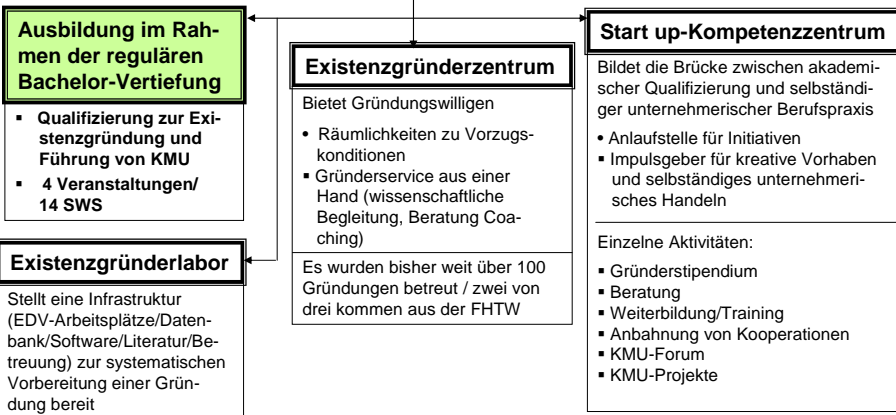 Ausbildung im Rah-
men der regulären
Bachelor-Vertiefung
▪ Qualifizierung zur Exi-
stenzgründung und
Führung von KMU
▪ 4 Veranstaltungen/
14 SWS
Existenzgründerlabor
Stellt eine Infrastruktur
(EDV-Arbeitsplätze/Daten-
bank/Software/Literatur/Be-
treuung) zur systematischen
Vorbereitung einer Grün-
dung bereit
Existenzgründerzentrum
Bietet Gründungswilligen
• Räumlichkeiten zu Vorzugs-
konditionen
▪ Gründerservice aus einer
Hand (wissenschaftliche
Begleitung, Beratung Coa-
ching)
Es wurden bisher weit über 100
Gründungen betreut / zwei von
drei kommen aus der FHTW
Start up-Kompetenzzentrum
Bildet die Brücke zwischen akademi-
scher Qualifizierung und selbständi-
ger unternehmerischer Berufspraxis
• Anlaufstelle für Initiativen
▪ Impulsgeber für kreative Vorhaben
und selbständiges unternehmeri-
sches Handeln
Einzelne Aktivitäten:
▪ Gründerstipendium
▪ Beratung
▪ Weiterbildung/Training
▪ Anbahnung von Kooperationen
▪ KMU-Forum
▪ KMU-Projekte